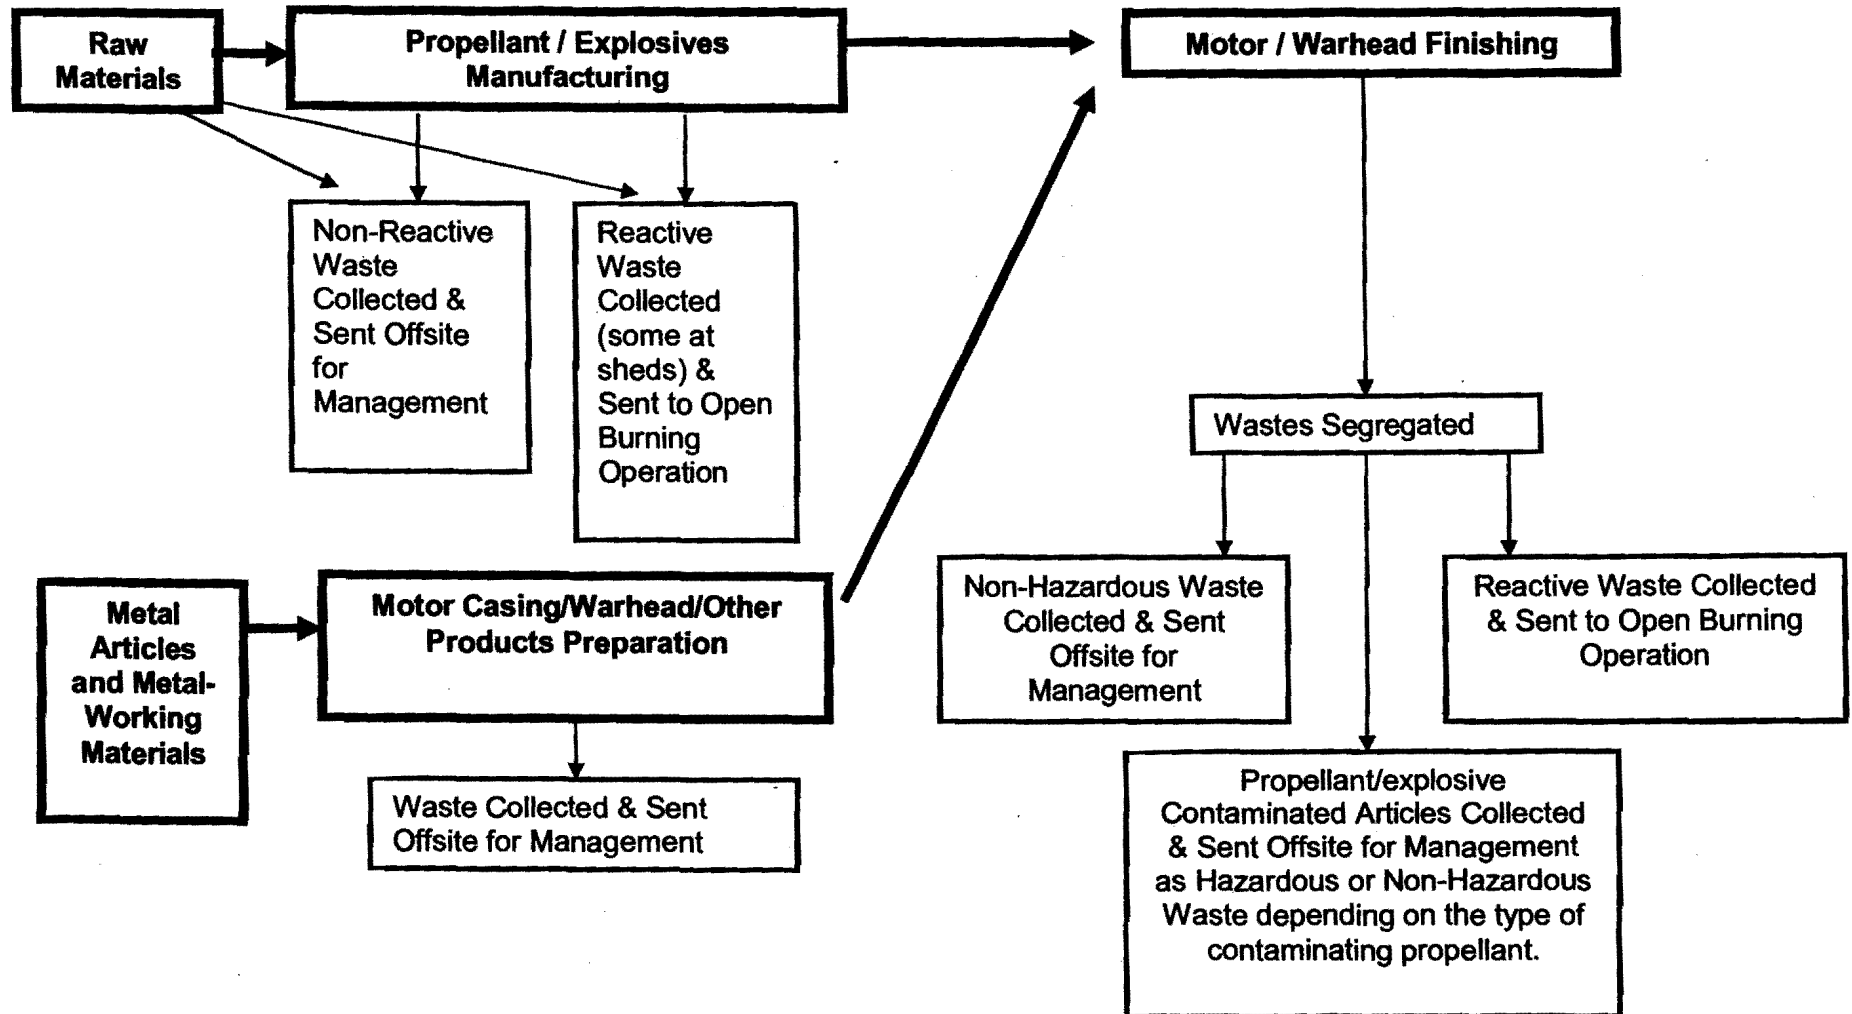 Raw
Materials
Propellant / Explosives
Manufacturing
Motor / Warhead Finishing
Non-Reactive
Waste
Collected &
Sent Offsite
for
Management
Reactive
Waste
Collected
(some at
sheds) &
Sent to Open
Burning
Operation
Wastes Segregated
Metal
Articles
and Metal-
Working
Materials
Motor Casing/Warhead/Other
Products Preparation
Waste Collected & Sent
Offsite for Management
Non-Hazardous Waste
Collected & Sent
Offsite for
Management
Reactive Waste Collected
& Sent to Open Burning
Operation
Propellant/explosive
Contaminated Articles Collected
& Sent Offsite for Management
as Hazardous or Non-Hazardous
Waste depending on the type of
contaminating propellant.